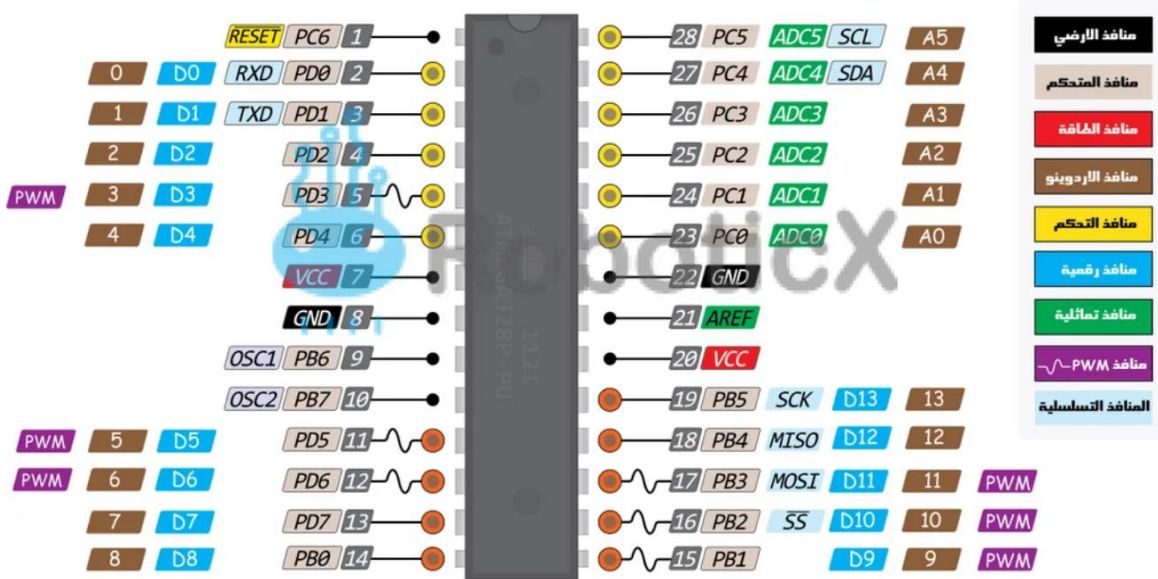 RESET PC6 1
0 D0 RXD PD0 2
1 D1 TXD PD1 3
2 D2 PD2 4
PWM 3 D3 PD3 5
4 D4 PD4 6
VCC 7
GND 8
OSC1 PB6 9
OSC2 PB7 10
PWM 5 D5 PD5 11
PWM 6 D6 PD6 12
7 D7 PD7 13
8 D8 PB0 14
RoboticX
28 PC5 ADC5 SCL A5
27 PC4 ADC4 SDA A4
26 PC3 ADC3 A3
25 PC2 ADC2 A2
24 PC1 ADC1 A1
23 PC0 ADC0 A0
22 GND
21 AREF
20 VCC
19 PB5 SCK D13 13
18 PB4 MISO D12 12
17 PB3 MOSI D11 11 PWM
16 PB2 SS D10 10 PWM
15 PB1 D9 9 PWM
منافذ الارضي
منافذ المتحكم
منافذ الطاقة
منافذ الاردوينو
منافذ التحكم
منافذ رقمية
منافذ تماثلية
منافذ PWM
المنافذ التسلسلية